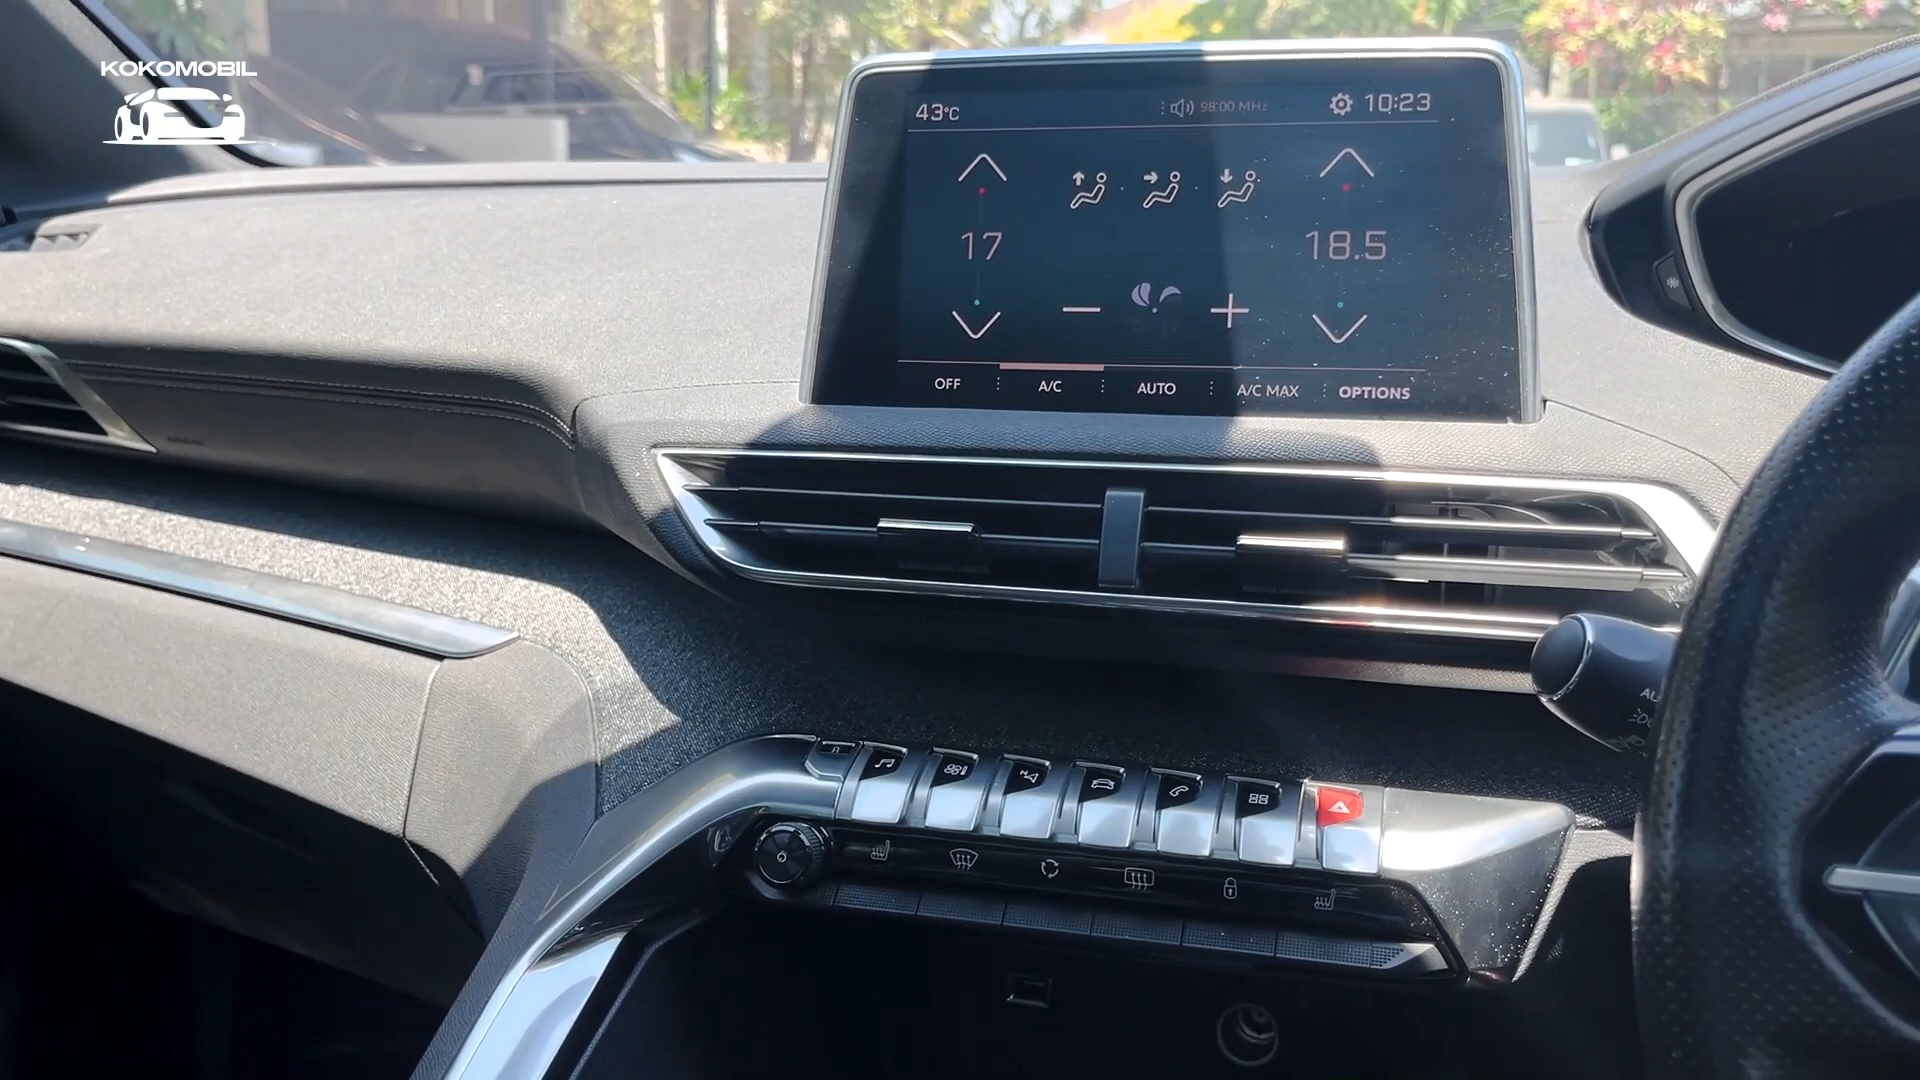 KOKOMOBIL
43°C
98'00 MHz
10:23
17
18.5
OFF
A/C
AUTO
A/C MAX
OPTIONS